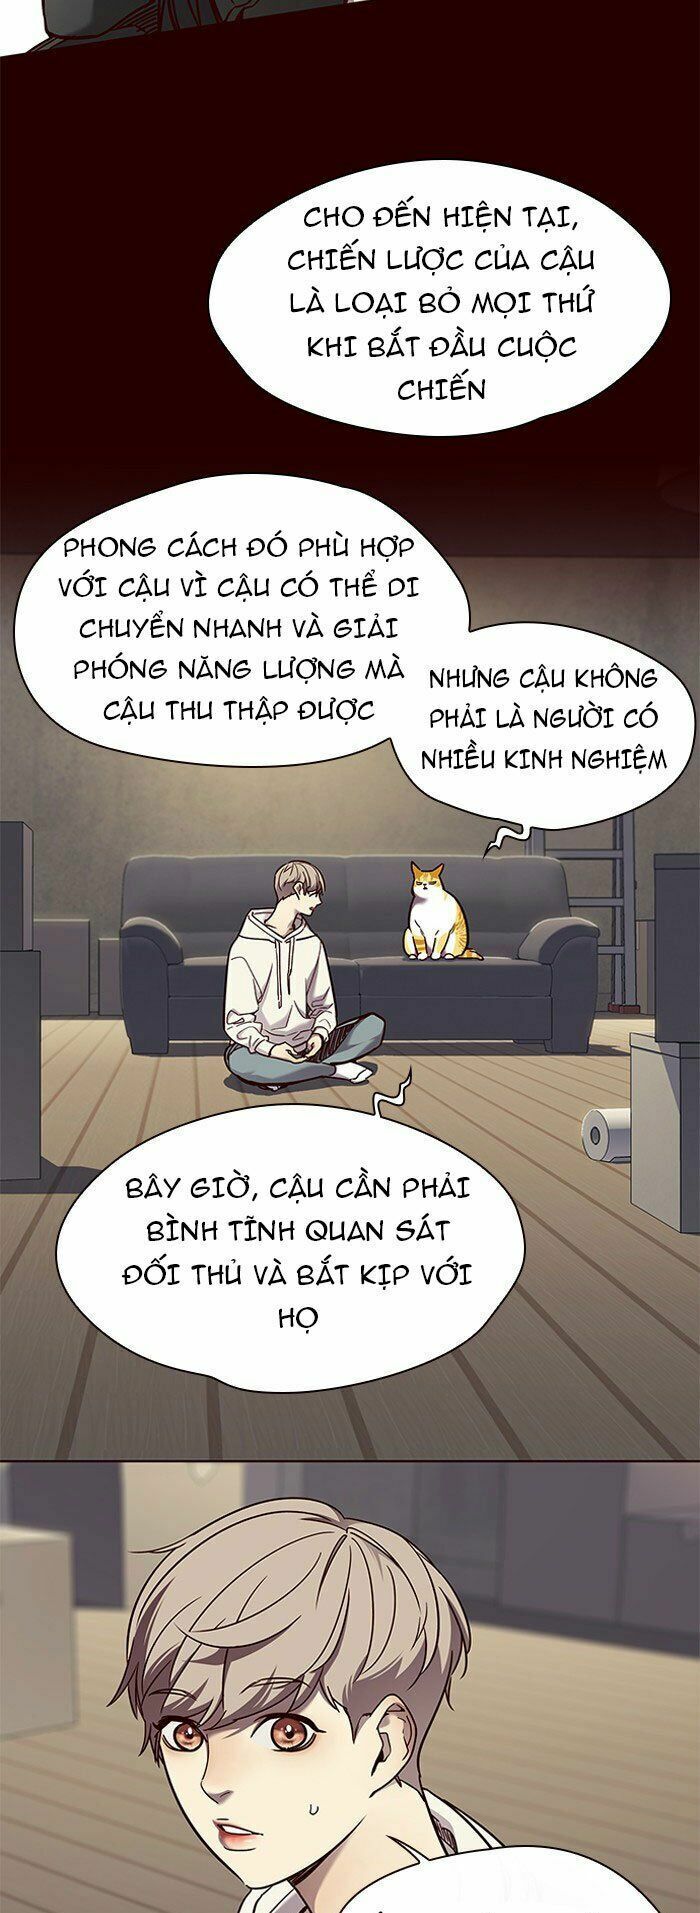 CHO ĐẾN HIỆN TẠI,
CHIẾN LƯỢC CỦA CẬU
LÀ LOẠI BỎ MỌI THỨ
KHI BẮT ĐẦU CUỘC
CHIẾN
PHONG CÁCH ĐÓ PHÙ HỢP
VỚI CẬU VÌ CẬU CÓ THỂ DI
CHUYỂN NHANH VÀ GIẢI
PHÓNG NĂNG LƯỢNG MÀ
CẬU THU THẬP ĐƯỢC
NHƯNG CẬU KHÔNG
PHẢI LÀ NGƯỜI CÓ
NHIỀU KINH NGHIỆM
BÂY GIỜ, CẬU CẦN PHẢI
BÌNH TĨNH QUAN SÁT
ĐỐI THỦ VÀ BẮT KỊP VỚI
HỌ